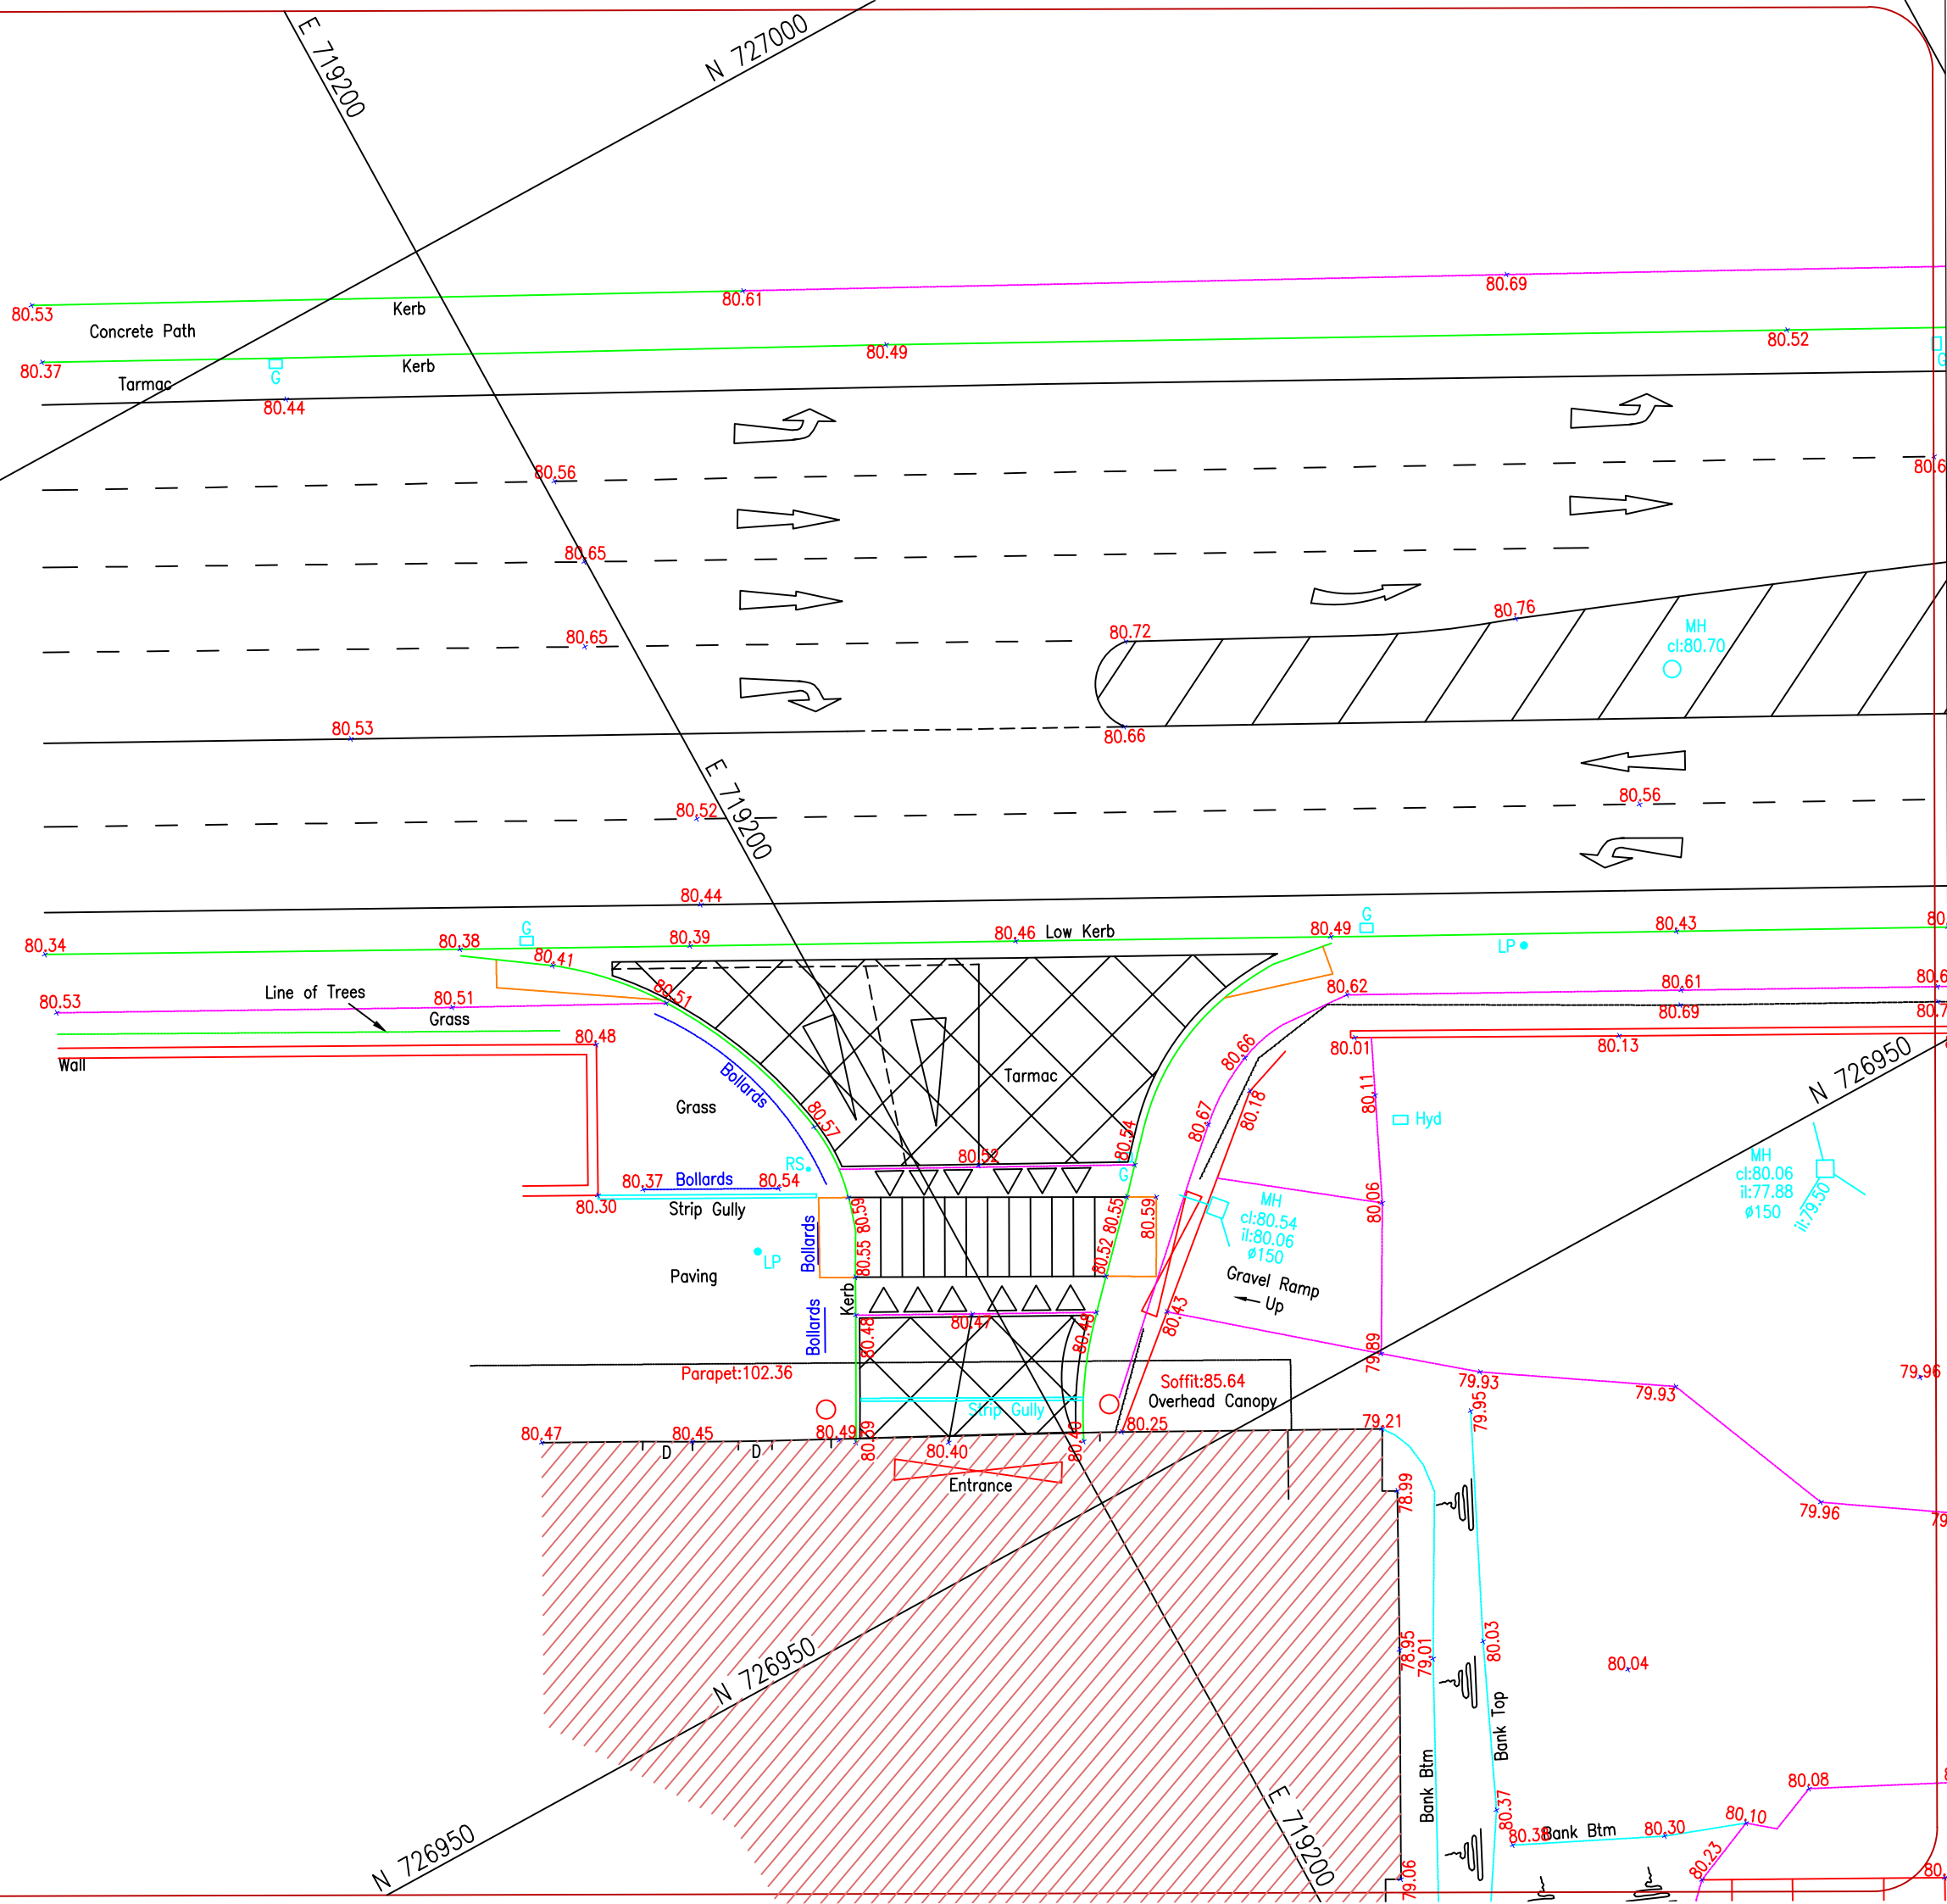 E 719200
N 727000
80.53
80.61
80.69
Kerb
Concrete Path
80.37
80.49
80.52
Kerb
G
G
Tarmac
80.44
80.56
80.65
80.65
80.72
80.76
MH
cl:80.70
80.53
80.66
E 719200
80.52
80.56
80.44
80.34
80.38
G
80.39
80.46
Low Kerb
80.49
G
80.43
LP
80.41
80.53
Line of Trees
80.51
Grass
80.51
80.62
80.61
80.69
80.48
Wall
80.66
80.01
80.13
N 726950
Bollards
Tarmac
80.11
80.18
Grass
80.57
80.67
Hyd
80.54
80.52
RS
G
MH
cl:80.06
il:77.88
ø150
il:79.50
80.37
Bollards
80.54
80.30
Strip Gully
80.59
80.55
80.59
80.06
MH
cl:80.54
il:80.06
ø150
LP
Bollards
80.55
80.52
Paving
Kerb
Gravel Ramp
Up
Bollards
80.48
80.47
80.48
80.43
79.89
Parapet:102.36
Soffit:85.64
Overhead Canopy
79.93
79.93
79.96
Strip Gully
79.95
80.47
80.45
80.49
80.39
80.40
80.40
80.25
79.21
D
D
Entrance
78.99
79.96
N 726950
78.95
79.01
80.03
80.04
Bank Top
Bank Btm
E 719200
80.37
80.38
Bank Btm
80.30
80.10
80.08
N 726950
79.06
80.23